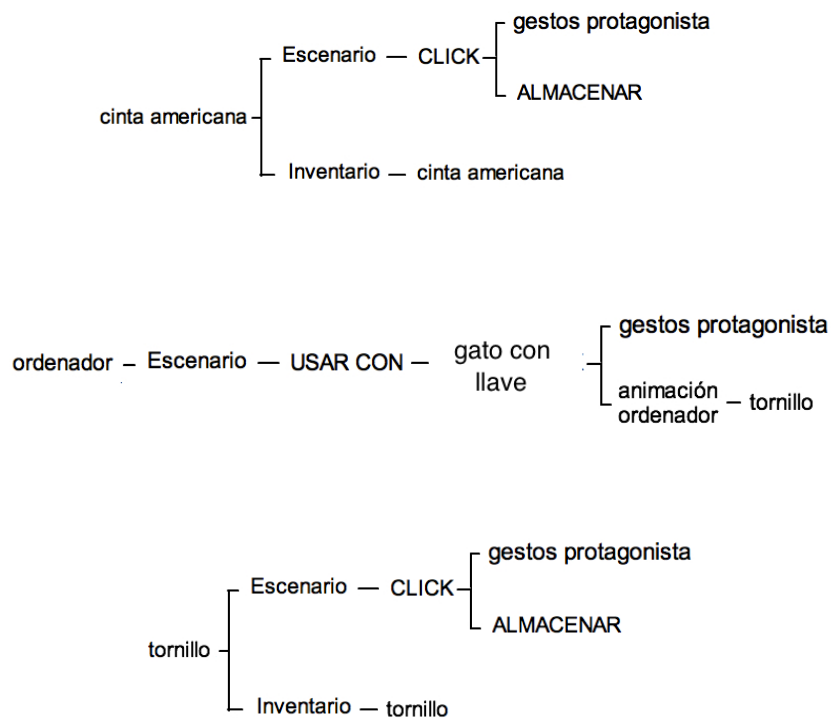 gestos protagonista
Escenario — CLICK
ALMACENAR
cinta americana
Inventario — cinta americana
gestos protagonista
ordenador – Escenario — USAR CON — gato con
llave
animación
ordenador — tornillo
gestos protagonista
Escenario — CLICK
ALMACENAR
tornillo
Inventario — tornillo